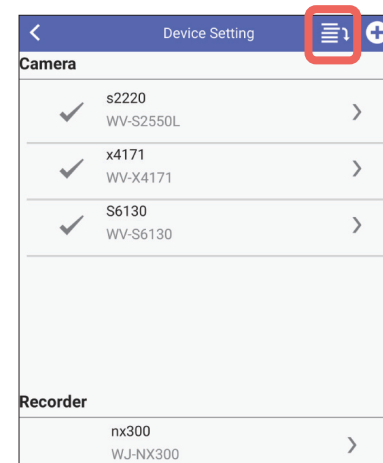 Device Setting
Camera
s2220
WV-S2550L
x4171
WV-X4171
S6130
WV-S6130
Recorder
nx300
WJ-NX300